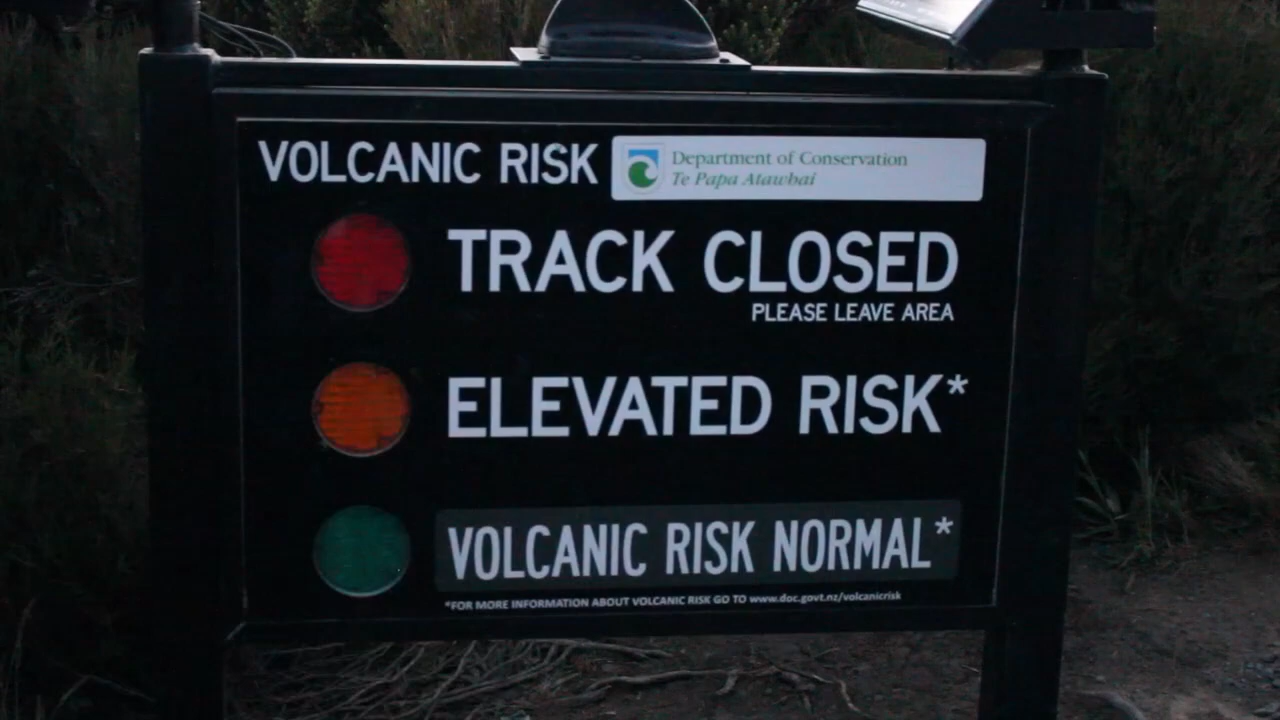 VOLCANIC RISK
Department of Conservation
Te Papa Atawhai
TRACK CLOSED
PLEASE LEAVE AREA
ELEVATED RISK*
VOLCANIC RISK NORMAL*
*FOR MORE INFORMATION ABOUT VOLCANIC RISK GO TO www.doc.govt.nz/volcanicrisk